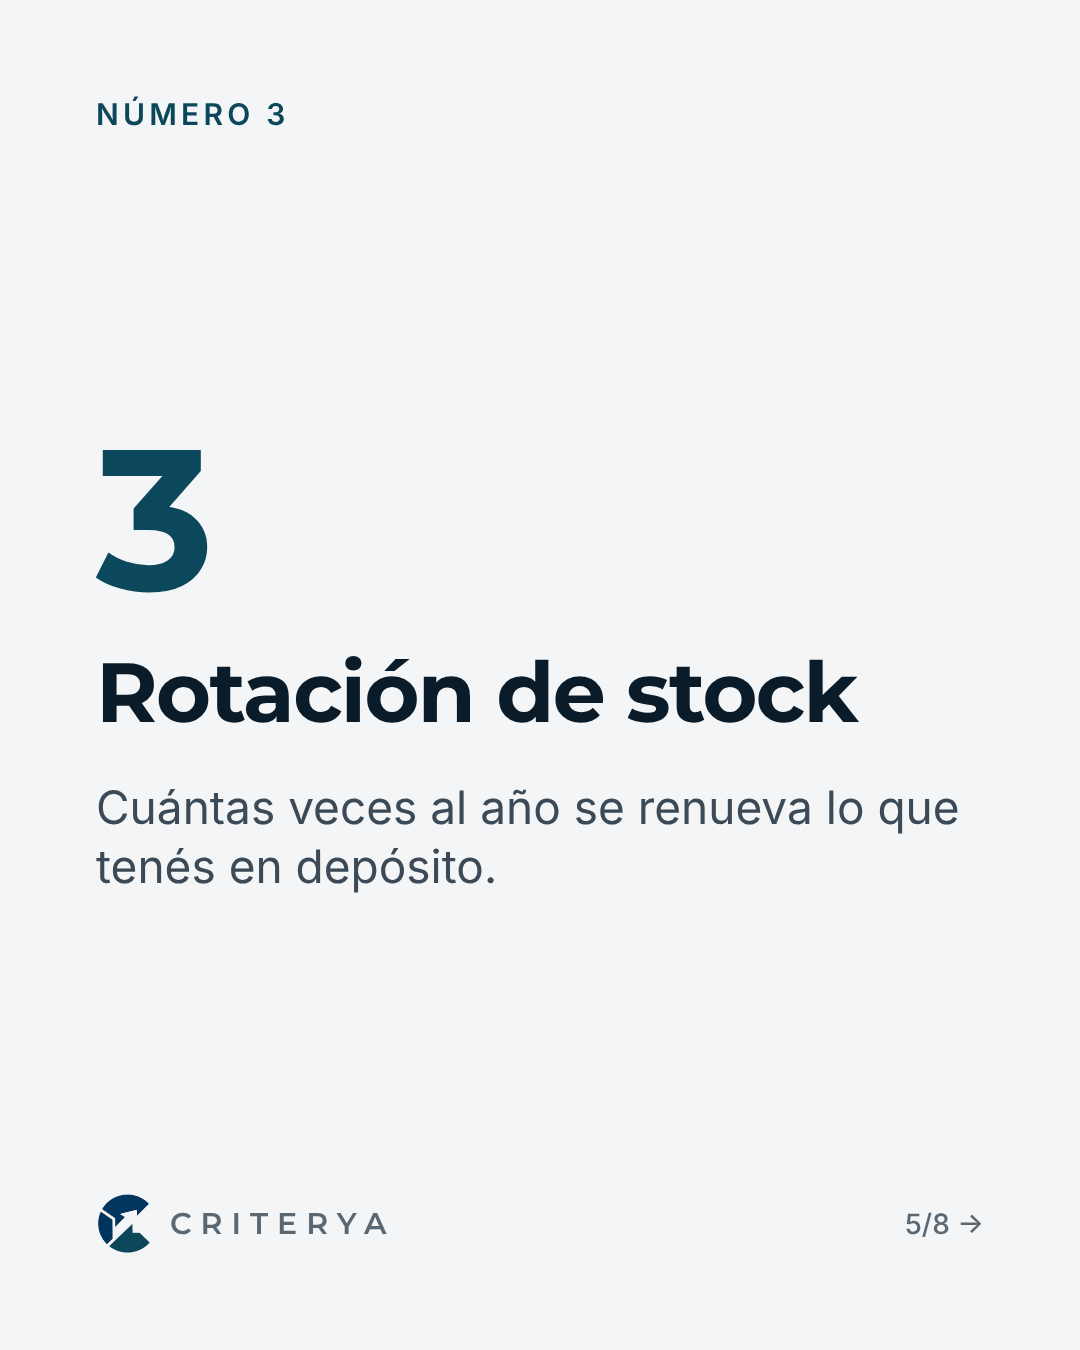 NÚMERO 3
3
Rotación de stock
Cuántas veces al año se renueva lo que
tenés en depósito.
CRITERYA
5/8 →